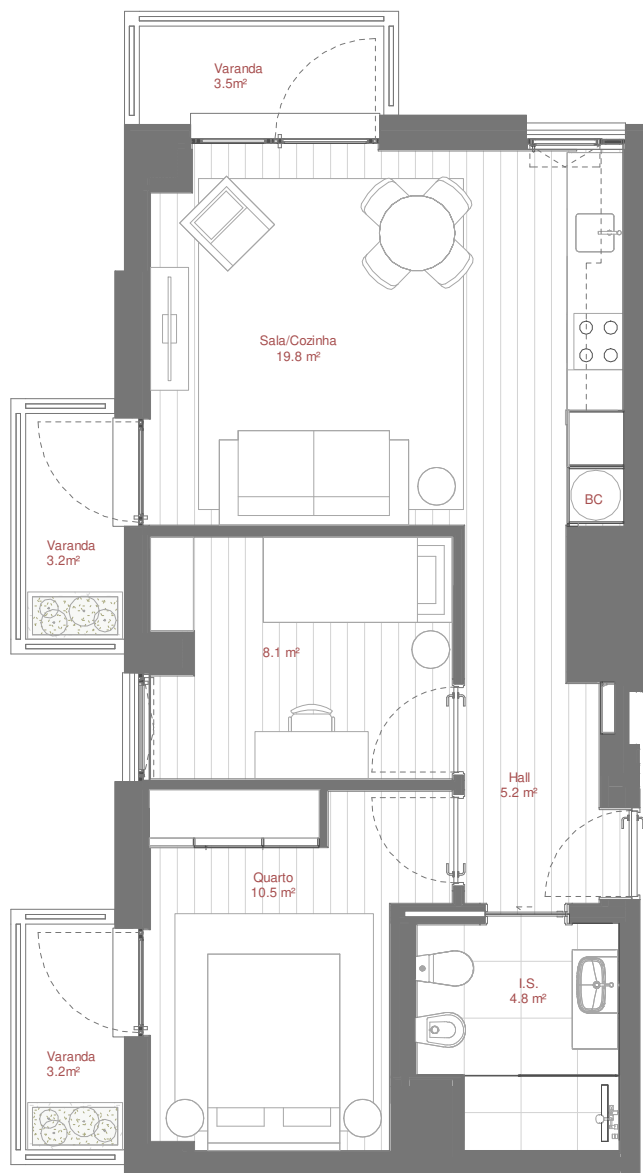 Varanda
3.5m²
Sala/Cozinha
19.8 m²
BC
Varanda
3.2m²
8.1 m²
Hall
5.2 m²
Quarto
10.5 m²
I.S.
4.8 m²
Varanda
3.2m²